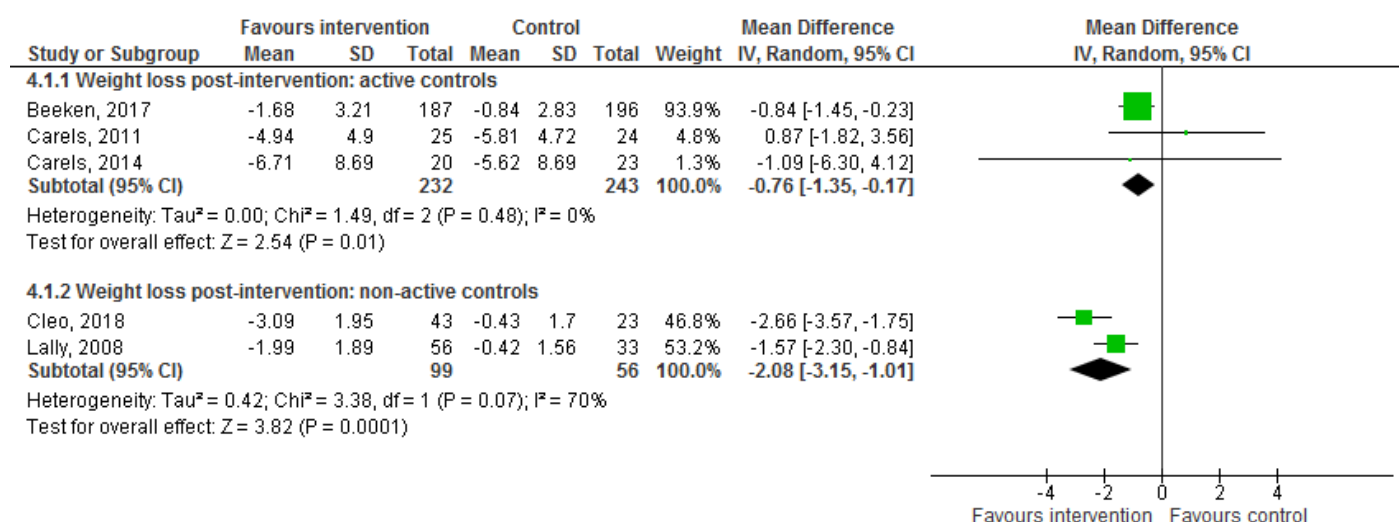 Favours intervention Control Mean Difference Mean Difference
Study or Subgroup Mean SD Total Mean SD Total Weight IV, Random, 95% CI IV, Random, 95% CI
4.1.1 Weight loss post-intervention: active controls
Beeken, 2017 -1.68 3.21 187 -0.84 2.83 196 93.9% -0.84 [-1.45, -0.23]
Carels, 2011 -4.94 4.9 25 -5.81 4.72 24 4.8% 0.87 [-1.82, 3.56]
Carels, 2014 -6.71 8.69 20 -5.62 8.69 23 1.3% -1.09 [-6.30, 4.12]
Subtotal (95% CI) 232 243 100.0% -0.76 [-1.35, -0.17]
Heterogeneity: Tau² = 0.00; Chi² = 1.49, df = 2 (P = 0.48); I² = 0%
Test for overall effect: Z = 2.54 (P = 0.01)
4.1.2 Weight loss post-intervention: non-active controls
Cleo, 2018 -3.09 1.95 43 -0.43 1.7 23 46.8% -2.66 [-3.57, -1.75]
Lally, 2008 -1.99 1.89 56 -0.42 1.56 33 53.2% -1.57 [-2.30, -0.84]
Subtotal (95% CI) 99 56 100.0% -2.08 [-3.15, -1.01]
Heterogeneity: Tau² = 0.42; Chi² = 3.38, df = 1 (P = 0.07); I² = 70%
Test for overall effect: Z = 3.82 (P = 0.0001)
-4 -2 0 2 4
Favours intervention Favours control